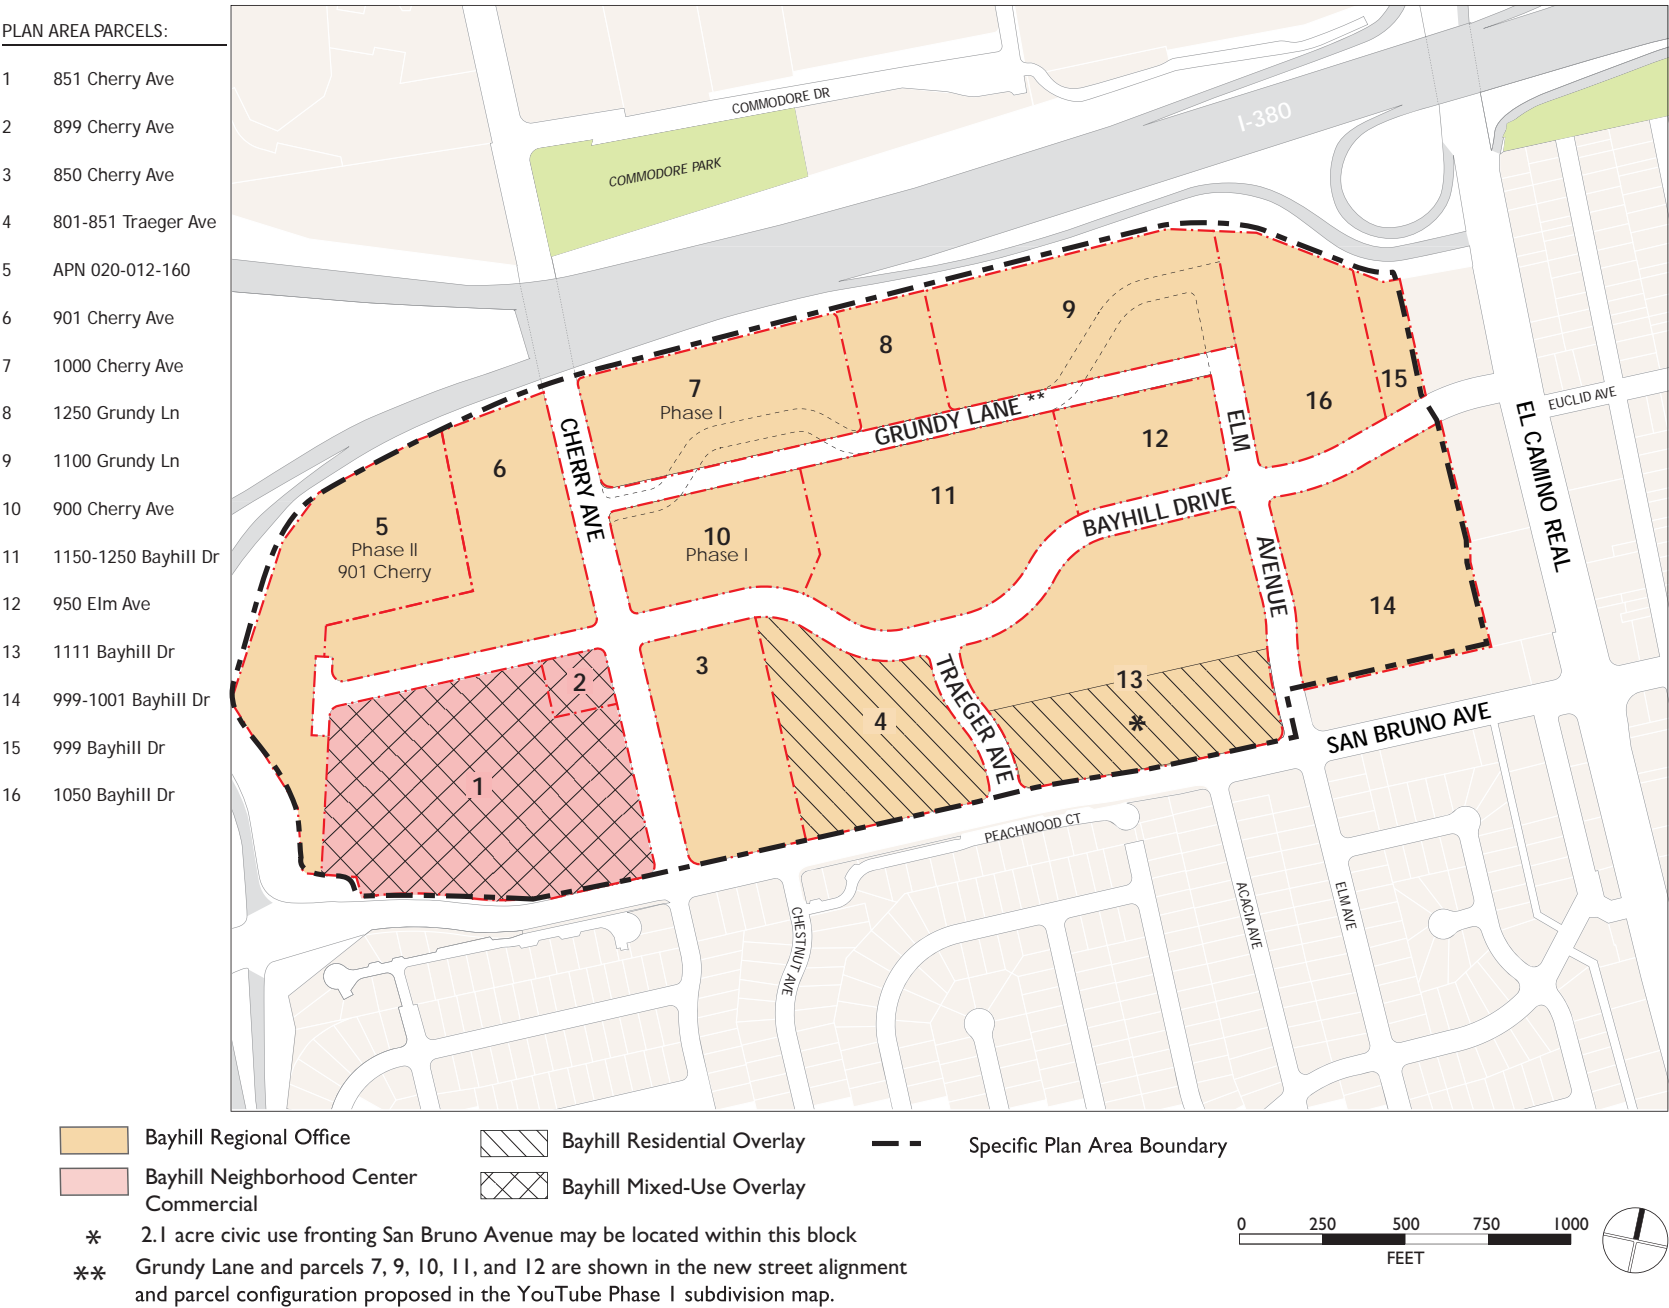 PLAN AREA PARCELS:
1 851 Cherry Ave
2 899 Cherry Ave
3 850 Cherry Ave
4 801-851 Traeger Ave
5 APN 020-012-160
6 901 Cherry Ave
7 1000 Cherry Ave
8 1250 Grundy Ln
9 1100 Grundy Ln
10 900 Cherry Ave
11 1150-1250 Bayhill Dr
12 950 Elm Ave
13 1111 Bayhill Dr
14 999-1001 Bayhill Dr
15 999 Bayhill Dr
16 1050 Bayhill Dr
COMMODORE DR
I-380
COMMODORE PARK
9
8
7
Phase I
15
16
EUCLID AVE
GRUNDY LANE **
ELM
12
6
CHERRY AVE
EL CAMINO REAL
11
BAYHILL DRIVE
5
Phase II
901 Cherry
10
Phase I
AVENUE
14
3
2
TRAEGER AVE
13
*
4
1
SAN BRUNO AVE
PEACHWOOD CT
CHESTNUT AVE
ACACIA AVE
ELM AVE
Bayhill Regional Office
Bayhill Neighborhood Center
Commercial
Bayhill Residential Overlay
Bayhill Mixed-Use Overlay
Specific Plan Area Boundary
* 2.1 acre civic use fronting San Bruno Avenue may be located within this block
** Grundy Lane and parcels 7, 9, 10, 11, and 12 are shown in the new street alignment
and parcel configuration proposed in the YouTube Phase 1 subdivision map.
0 250 500 750 1000
FEET